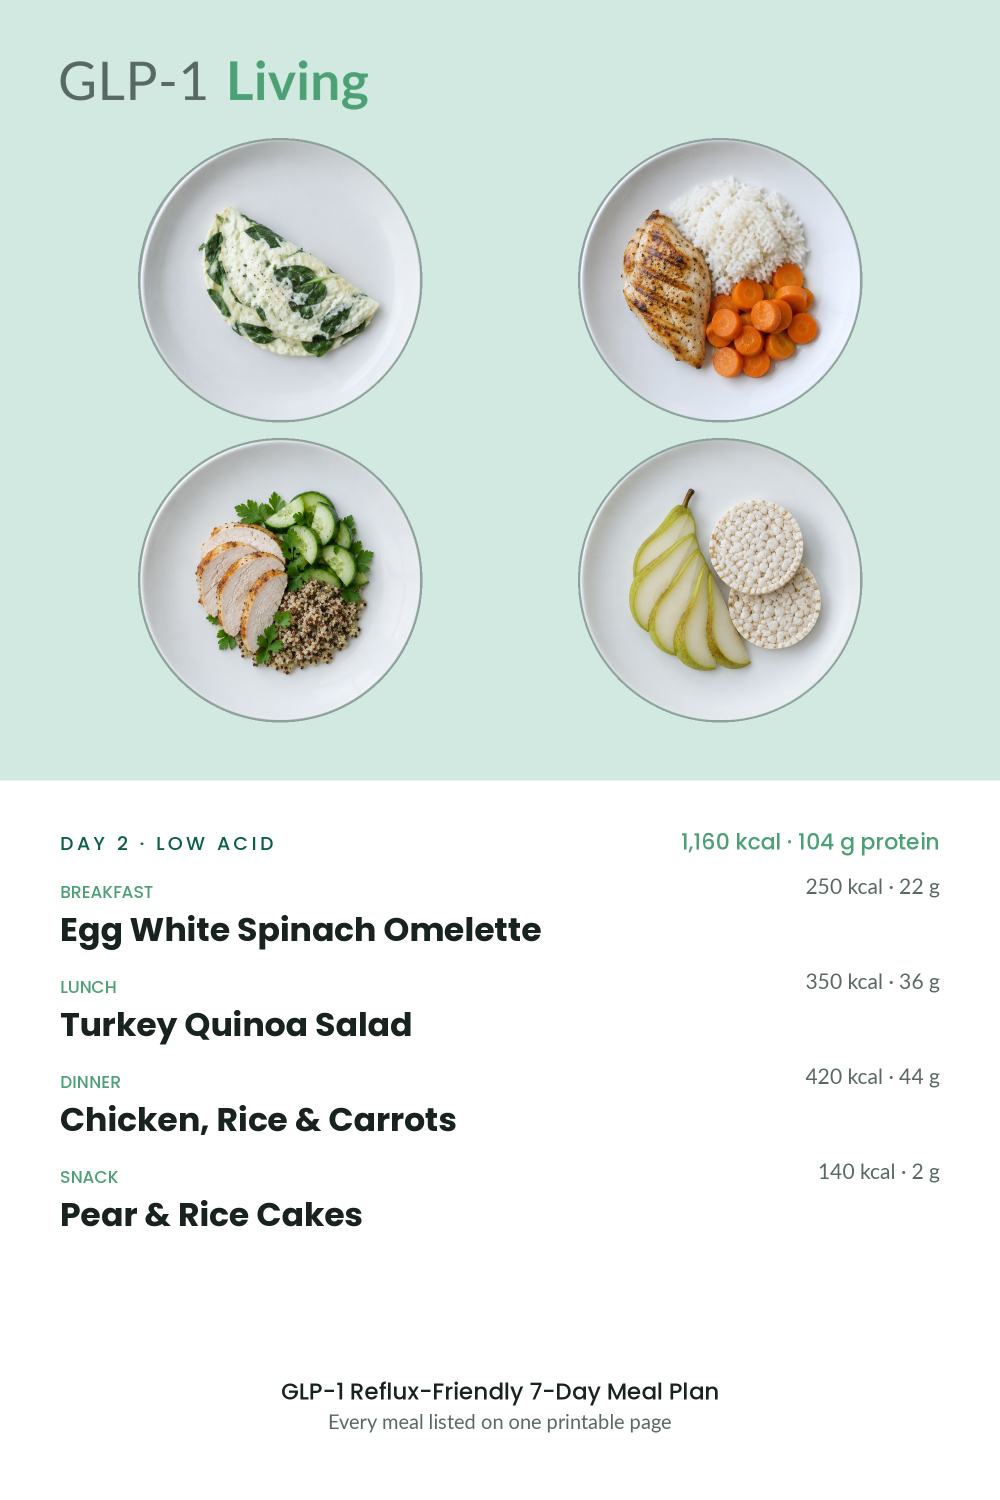 GLP-1 Living
DAY 2 · LOW ACID
1,160 kcal · 104 g protein
BREAKFAST
250 kcal · 22 g
Egg White Spinach Omelette
LUNCH
350 kcal · 36 g
Turkey Quinoa Salad
DINNER
420 kcal · 44 g
Chicken, Rice & Carrots
SNACK
140 kcal · 2 g
Pear & Rice Cakes
GLP-1 Reflux-Friendly 7-Day Meal Plan
Every meal listed on one printable page